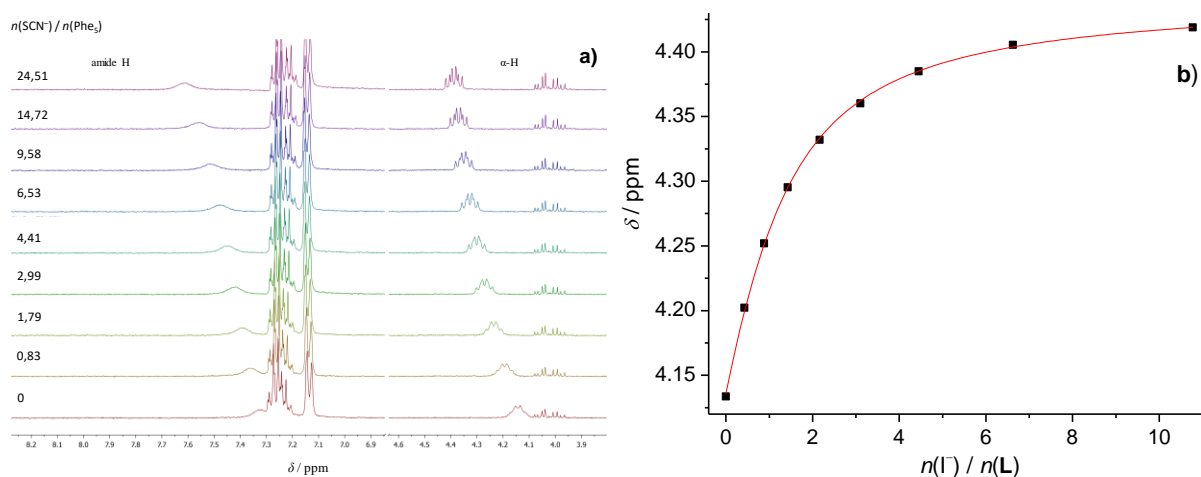 n(SCN⁻) / n(Phe₅)
amide H
α-H
a)
24,51
14,72
9,58
6,53
4,41
2,99
1,79
0,83
0
8.2 8,1 8.0 7.9 7.8 7.7 7.6 7.5 7.4 7.3 7.2 7.1 7.0 6.9 4.6 4.5 4.4 4.3 4.2 4.1 4.0 3.9
δ / ppm
b)
4.40
4.35
4.30
4.25
4.20
4.15
δ / ppm
0 2 4 6 8 10
n(I⁻) / n(L)